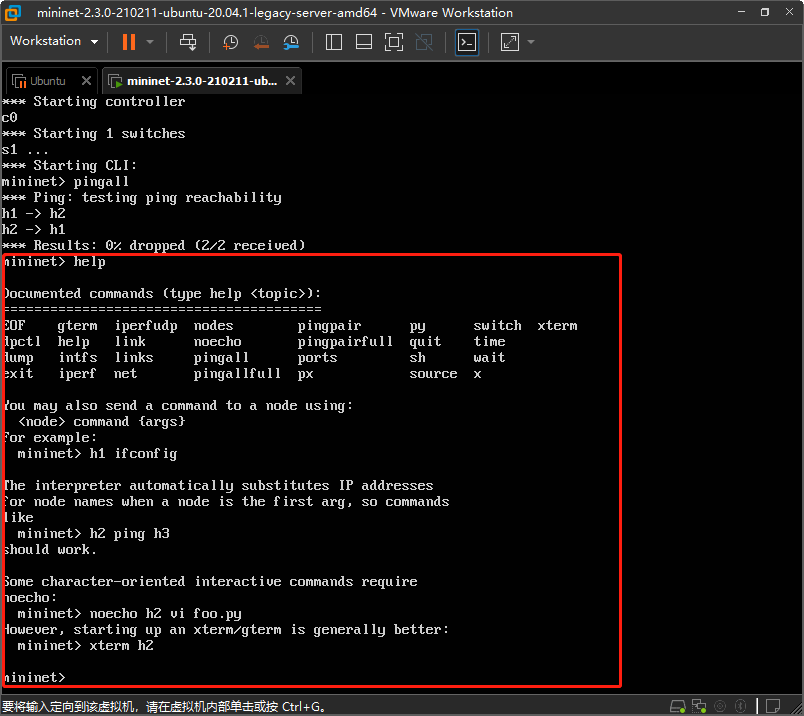 mininet-2.3.0-210211-ubuntu-20.04.1-legacy-server-amd64 - VMware Workstation
Workstation
Ubuntu
mininet-2.3.0-210211-ub...
*** Starting controller
c0
*** Starting 1 switches
s1 ...
*** Starting CLI:
mininet> pingall
*** Ping: testing ping reachability
h1 -> h2
h2 -> h1
*** Results: 0% dropped (2/2 received)
mininet> help
Documented commands (type help <topic>):
========================================
EOF gterm iperfudp nodes pingpair py switch xterm
dpctl help link noecho pingpairfull quit time
dump intfs links pingall ports sh wait
exit iperf net pingallfull px source x
You may also send a command to a node using:
<node> command {args}
For example:
mininet> h1 ifconfig
The interpreter automatically substitutes IP addresses
for node names when a node is the first arg, so commands
like
mininet> h2 ping h3
should work.
Some character-oriented interactive commands require
noecho:
mininet> noecho h2 vi foo.py
However, starting up an xterm/gterm is generally better:
mininet> xterm h2
mininet>
要将输入定向到该虚拟机，请在虚拟机内部单击或按 Ctrl+G。